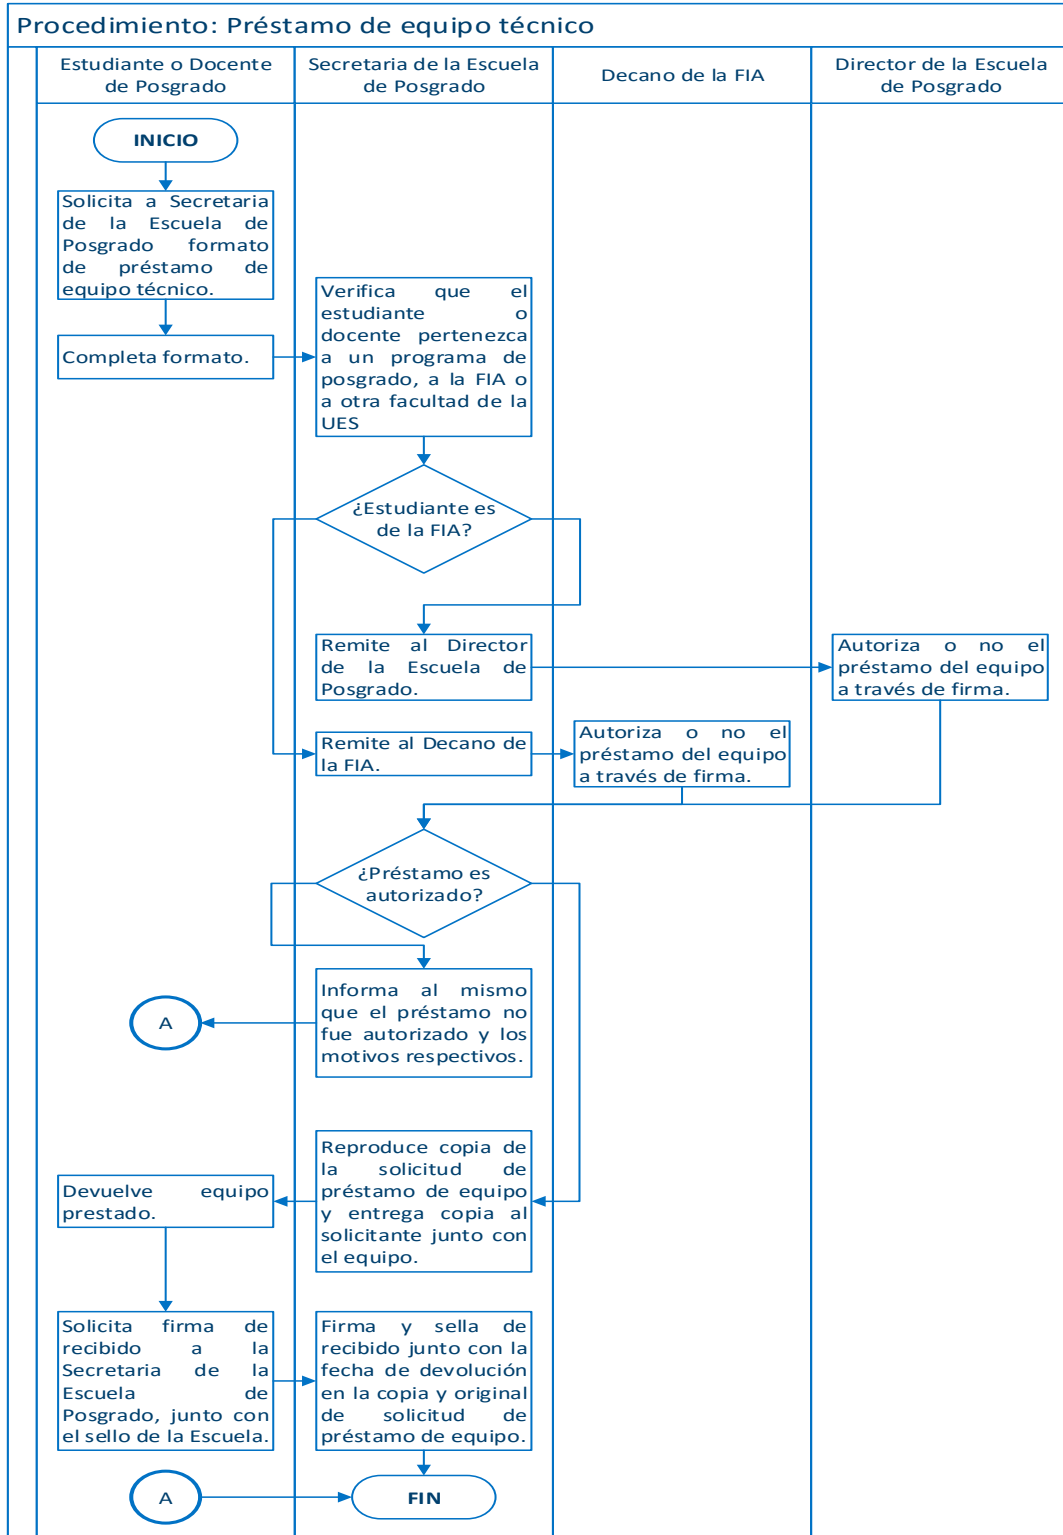 Procedimiento: Préstamo de equipo técnico
Estudiante o Docente
de Posgrado
Secretaria de la Escuela
de Posgrado
Decano de la FIA
Director de la Escuela
de Posgrado
INICIO
Solicita a Secretaria
de la Escuela de
Posgrado formato
de préstamo de
equipo técnico.
Completa formato.
Verifica que el
estudiante o
docente pertenezca
a un programa de
posgrado, a la FIA o
a otra facultad de la
UES
¿Estudiante es
de la FIA?
Remite al Director
de la Escuela de
Posgrado.
Autoriza o no el
préstamo del equipo
a través de firma.
Remite al Decano de
la FIA.
Autoriza o no el
préstamo del equipo
a través de firma.
¿Préstamo es
autorizado?
Informa al mismo
que el préstamo no
fue autorizado y los
motivos respectivos.
A
Reproduce copia de
la solicitud de
préstamo de equipo
y entrega copia al
solicitante junto con
el equipo.
Devuelve equipo
prestado.
Solicita firma de
recibido a la
Secretaria de la
Escuela de
Posgrado, junto con
el sello de la Escuela.
Firma y sella de
recibido junto con la
fecha de devolución
en la copia y original
de solicitud de
préstamo de equipo.
A
FIN